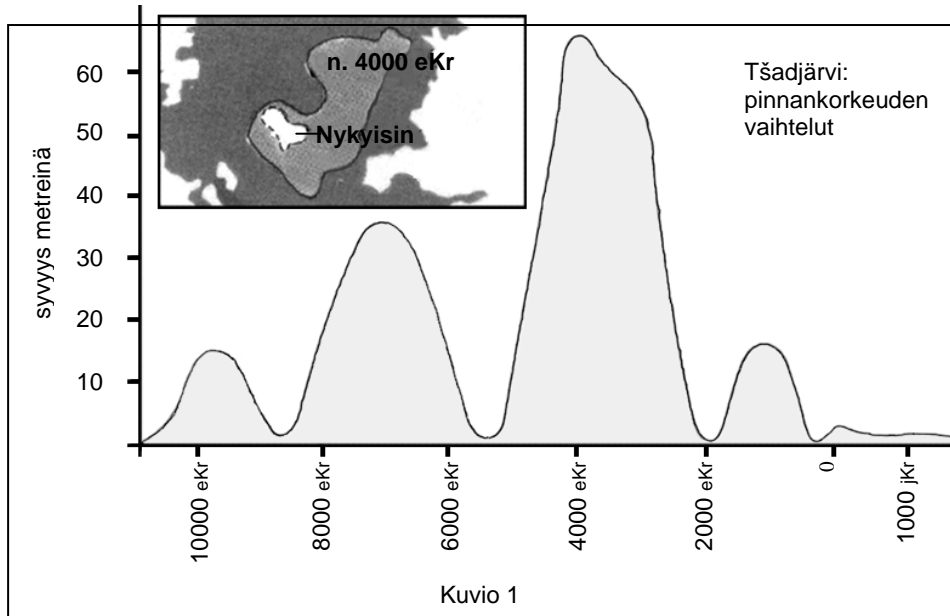 n. 4000 eKr
Nykyisin
Tšadjärvi:
pinnankorkeuden
vaihtelut
syvyys metreinä
60
50
40
30
20
10
10000 eKr
8000 eKr
6000 eKr
4000 eKr
2000 eKr
0
1000 jKr
Kuvio 1